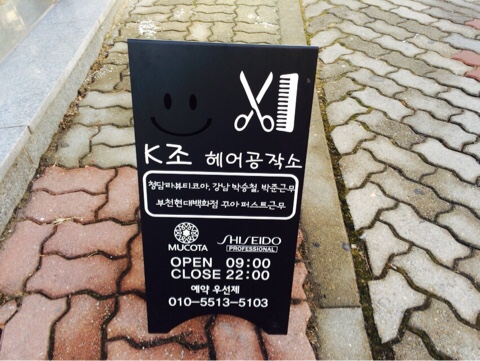 K조 헤어공작소
청담라뷰티코아, 강남 박승철, 박준근무
부천현대백화점 꾸아퍼스트근무
MUCOTA
SHISEIDO
PROFESSIONAL
OPEN 09:00
CLOSE 22:00
예약 우선제
010-5513-5103